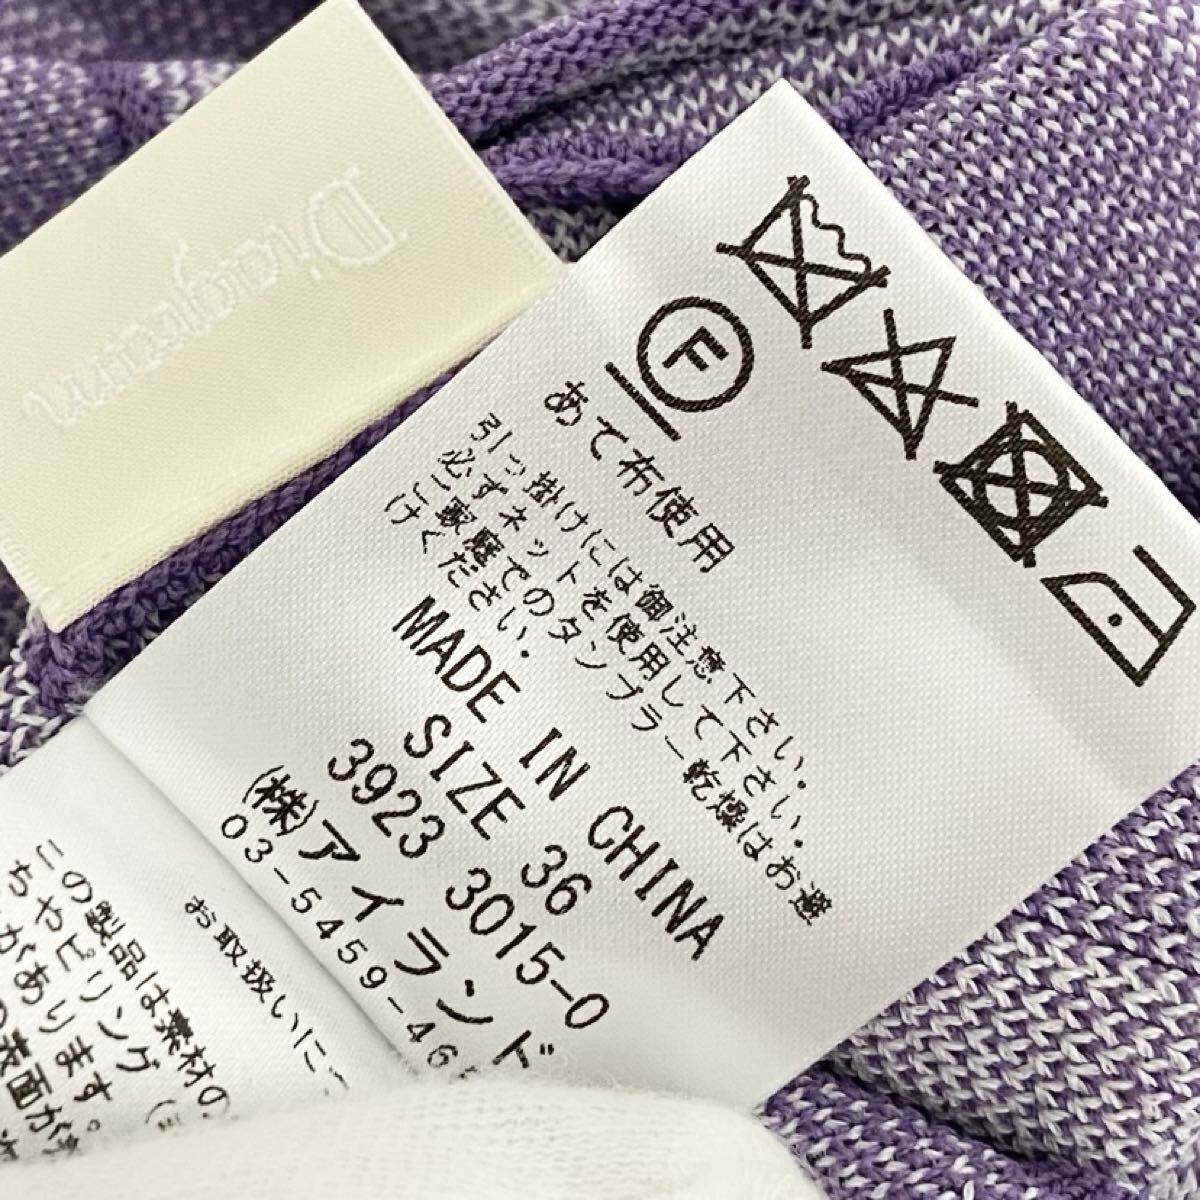 Diagram
F
あて布使用
引っ掛けには御注意下さい．
必ずネットを使用して下さい．
ご家庭でのタンブラー乾燥はお避
けください．
MADE IN CHINA
SIZE 36
3923 3015-0
(株)アイランド
03-5459-46
お取扱いに
この製品は素材の
ちやピリング
があります。
の表面が